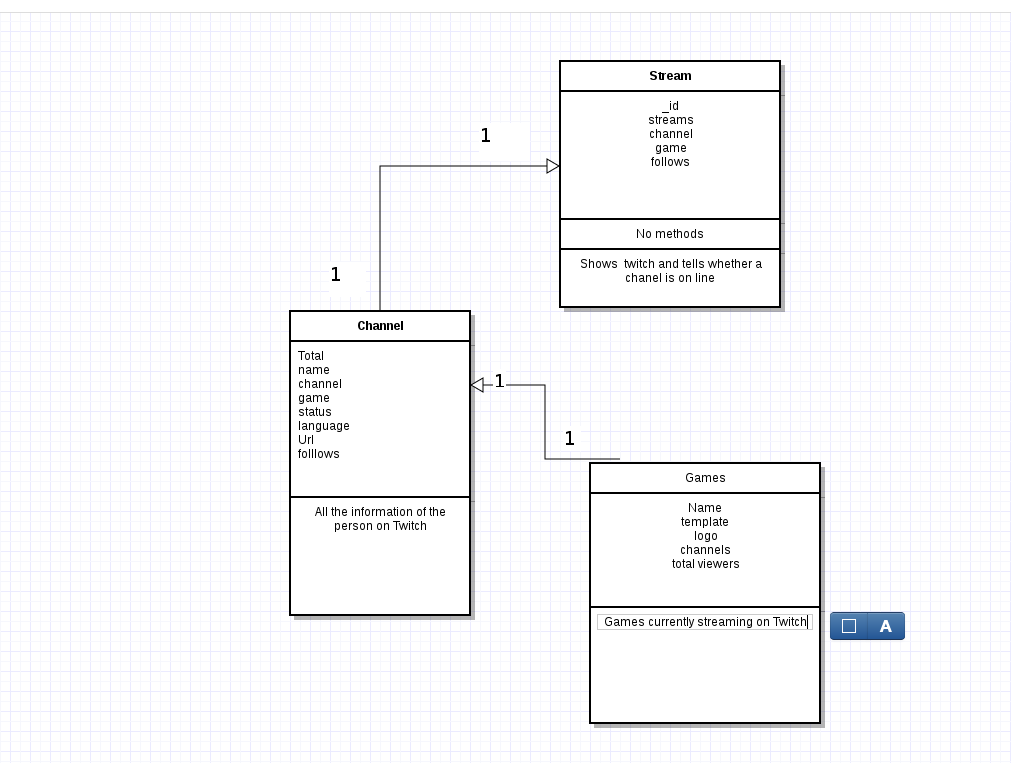 Stream
_id
streams
channel
game
follows
No methods
Shows twitch and tells whether a
chanel is on line
1
1
Channel
Total
name
channel
game
status
language
Url
folllows
All the information of the
person on Twitch
1
1
Games
Name
template
logo
channels
total viewers
Games currently streaming on Twitch
A